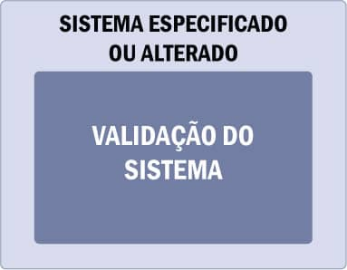 SISTEMA ESPECIFICADO
OU ALTERADO
VALIDAÇÃO DO
SISTEMA